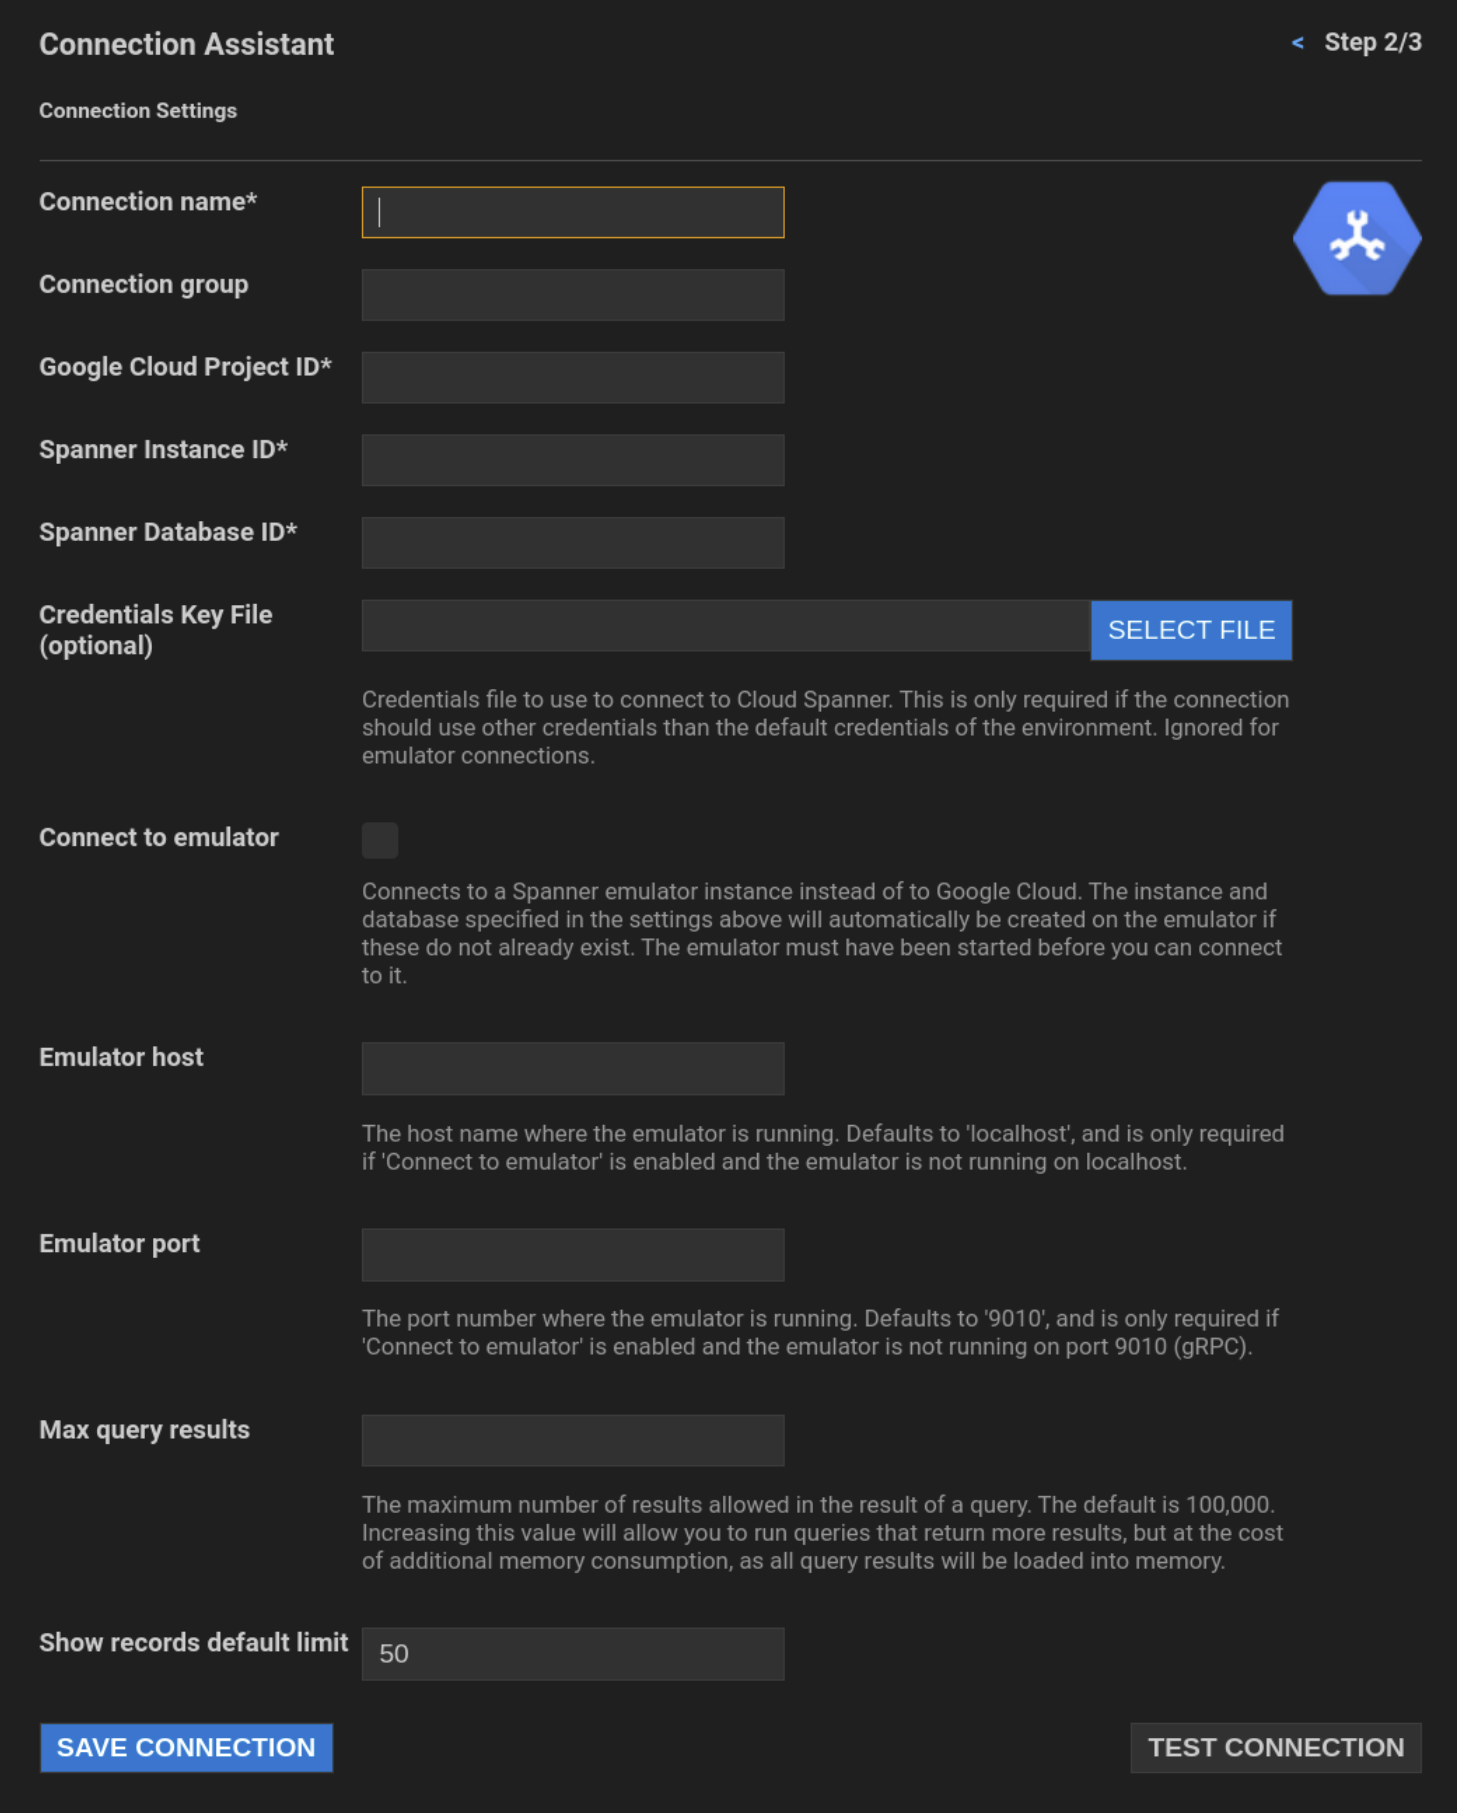 Connection Assistant
< Step 2/3
Connection Settings
Connection name*
Connection group
Google Cloud Project ID*
Spanner Instance ID*
Spanner Database ID*
Credentials Key File
(optional)
SELECT FILE
Credentials file to use to connect to Cloud Spanner. This is only required if the connection
should use other credentials than the default credentials of the environment. Ignored for
emulator connections.
Connect to emulator
Connects to a Spanner emulator instance instead of to Google Cloud. The instance and
database specified in the settings above will automatically be created on the emulator if
these do not already exist. The emulator must have been started before you can connect
to it.
Emulator host
The host name where the emulator is running. Defaults to 'localhost', and is only required
if 'Connect to emulator' is enabled and the emulator is not running on localhost.
Emulator port
The port number where the emulator is running. Defaults to '9010', and is only required if
'Connect to emulator' is enabled and the emulator is not running on port 9010 (gRPC).
Max query results
The maximum number of results allowed in the result of a query. The default is 100,000.
Increasing this value will allow you to run queries that return more results, but at the cost
of additional memory consumption, as all query results will be loaded into memory.
Show records default limit
50
SAVE CONNECTION
TEST CONNECTION